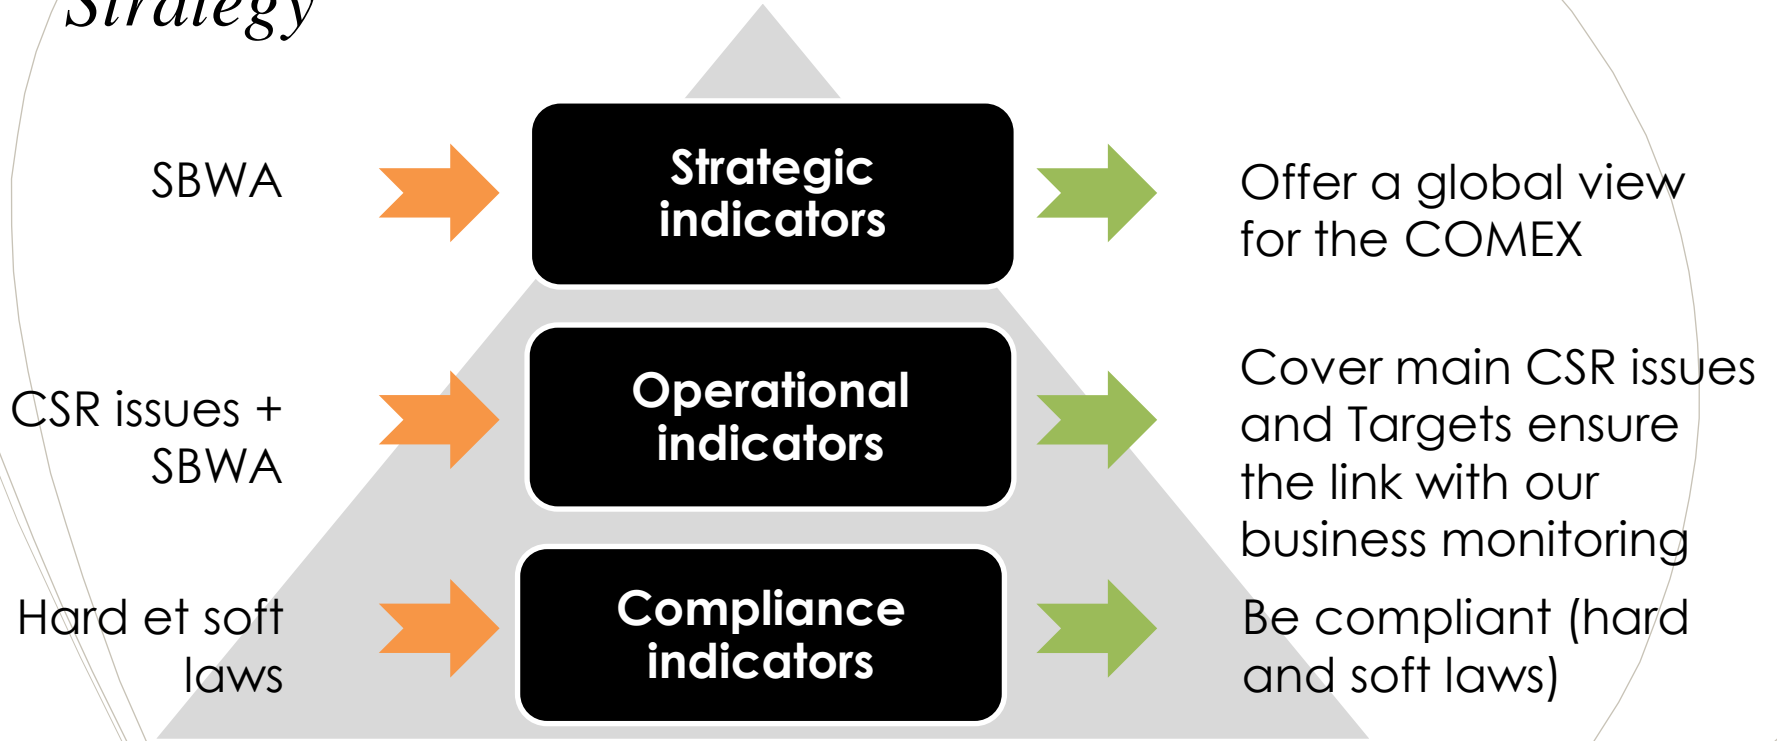 Strategy
SBWA
Strategic
indicators
Offer a global view
for the COMEX
CSR issues +
SBWA
Operational
indicators
Cover main CSR issues
and Targets ensure
the link with our
business monitoring
Hard et soft
laws
Compliance
indicators
Be compliant (hard
and soft laws)